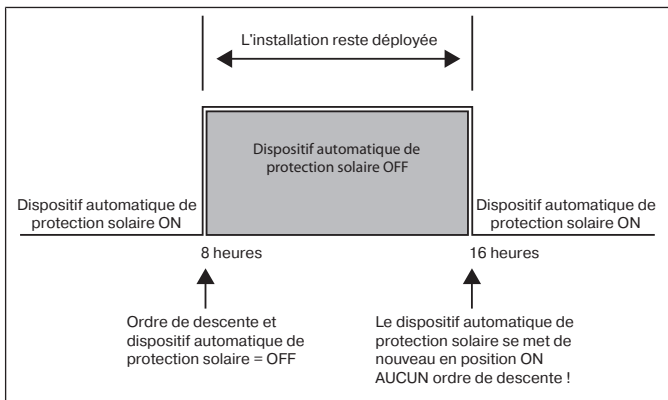 L'installation reste déployée
Dispositif automatique de
protection solaire OFF
Dispositif automatique de
protection solaire ON
Dispositif automatique de
protection solaire ON
8 heures
16 heures
Ordre de descente et
dispositif automatique de
protection solaire = OFF
Le dispositif automatique de
protection solaire se met de
nouveau en position ON
AUCUN ordre de descente !